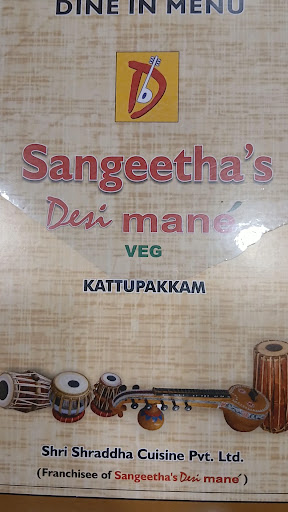 DINE IN MENU
Sangeetha's
Desi mané
VEG
KATTUPAKKAM
Shri Shraddha Cuisine Pvt. Ltd.
(Franchisee of Sangeetha's Desi mané)